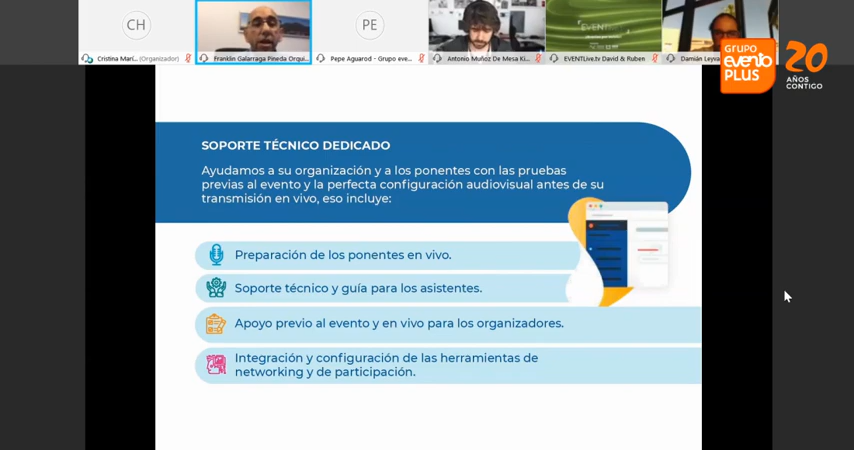 CH
PE
Cristina Marí... (Organizador)
Franklin Galarraga Pineda Orqui...
Pepe Aguarod - Grupo eve...
Antonio Muñoz De Mesa Ki...
EVENTLive.tv David & Ruben
Damián Leyva
GRUPO
evento
PLUS
20
AÑOS
CONTIGO
SOPORTE TÉCNICO DEDICADO
Ayudamos a su organización y a los ponentes con las pruebas
previas al evento y la perfecta configuración audiovisual antes de su
transmisión en vivo, eso incluye:
Preparación de los ponentes en vivo.
Soporte técnico y guía para los asistentes.
Apoyo previo al evento y en vivo para los organizadores.
Integración y configuración de las herramientas de
networking y de participación.